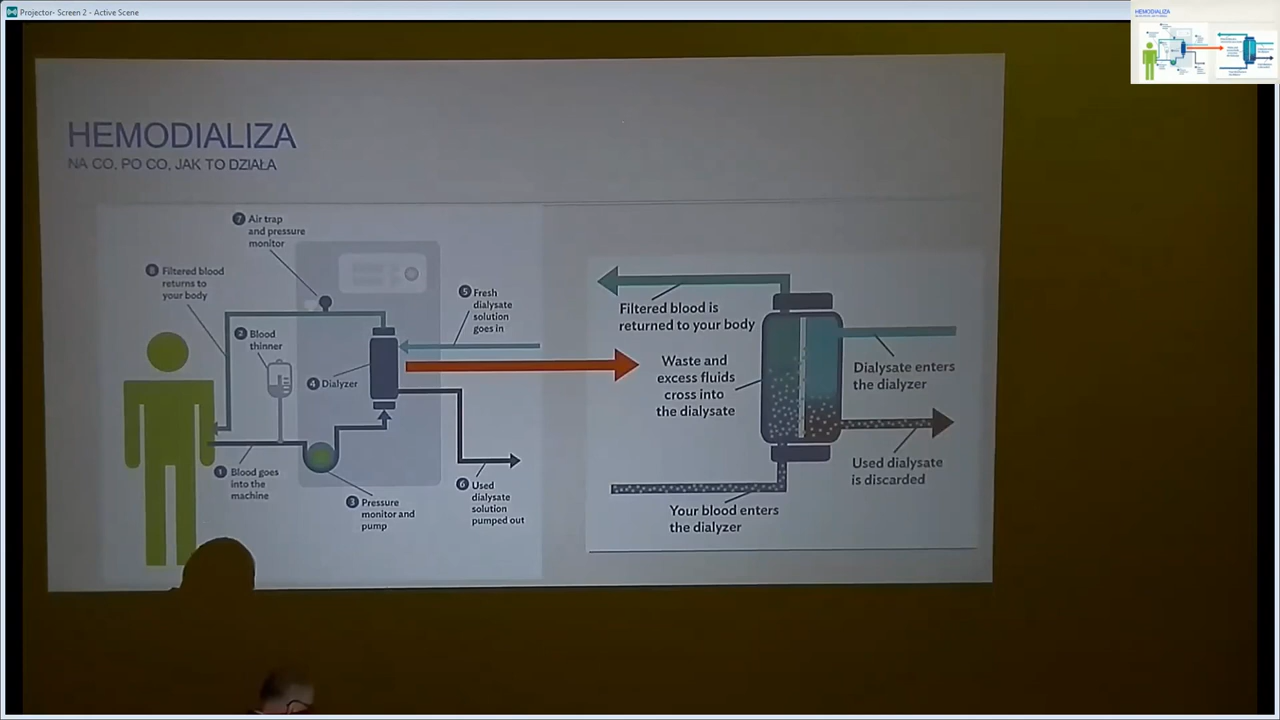 Projector- Screen 2 - Active Scene
HEMODIALIZA
NA CO, PO CO, JAK TO DZIAŁA
7 Air trap
and pressure
monitor
8 Filtered blood
returns to
your body
2 Blood
thinner
5 Fresh
dialysate
solution
goes in
4 Dialyzer
1 Blood goes
into the
machine
3 Pressure
monitor and
pump
6 Used
dialysate
solution
pumped out
Filtered blood is
returned to your body
Waste and
excess fluids
cross into
the dialysate
Dialysate enters
the dialyzer
Used dialysate
is discarded
Your blood enters
the dialyzer
HEMODIALIZA